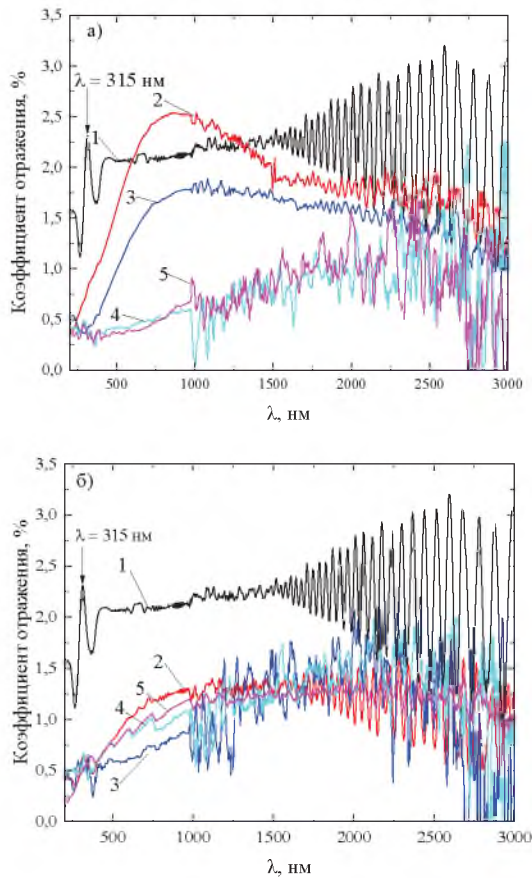 а)
Коэффициент отражения, %
3,5
3,0
2,5
2,0
1,5
1,0
0,5
0,0
λ = 315 нм
1
2
3
4
5
500 1000 1500 2000 2500 3000
λ, нм
б)
Коэффициент отражения, %
3,5
3,0
2,5
2,0
1,5
1,0
0,5
0,0
λ = 315 нм
1
2
5
4
3
500 1000 1500 2000 2500 3000
λ, нм